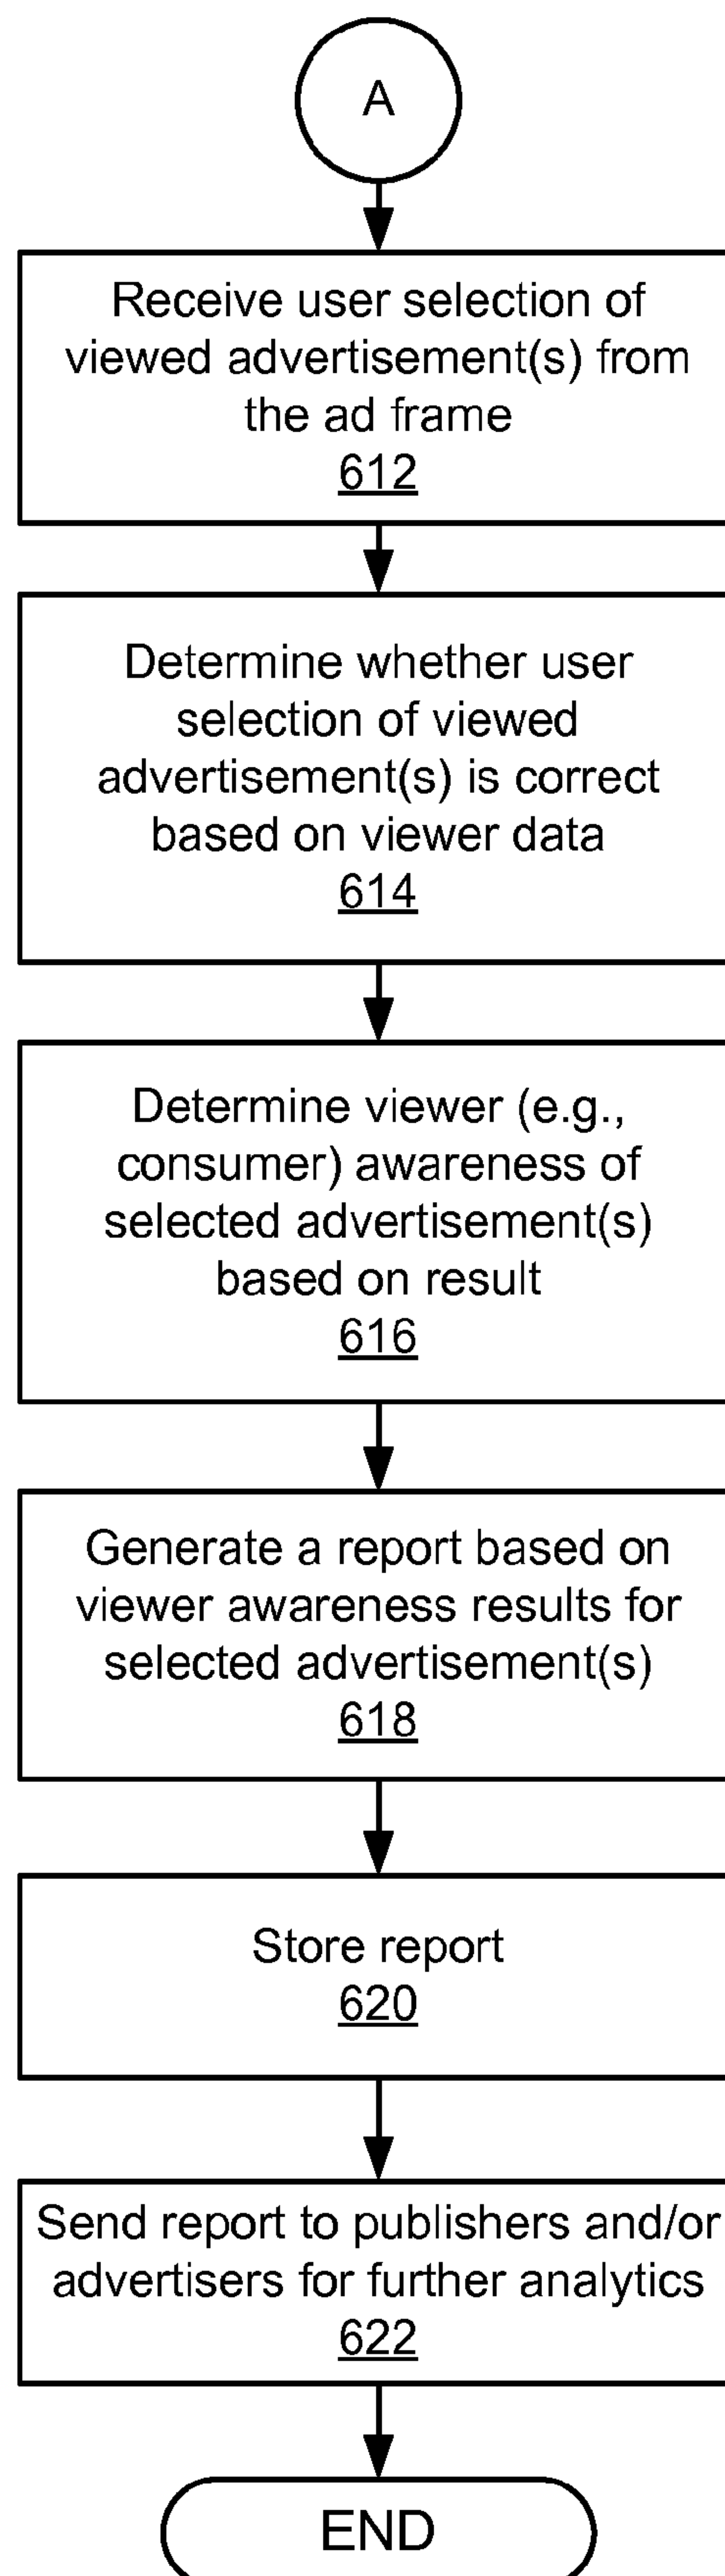 A
Receive user selection of
viewed advertisement(s) from
the ad frame
612
Determine whether user
selection of viewed
advertisement(s) is correct
based on viewer data
614
Determine viewer (e.g.,
consumer) awareness of
selected advertisement(s)
based on result
616
Generate a report based on
viewer awareness results for
selected advertisement(s)
618
Store report
620
Send report to publishers and/or
advertisers for further analytics
622
END